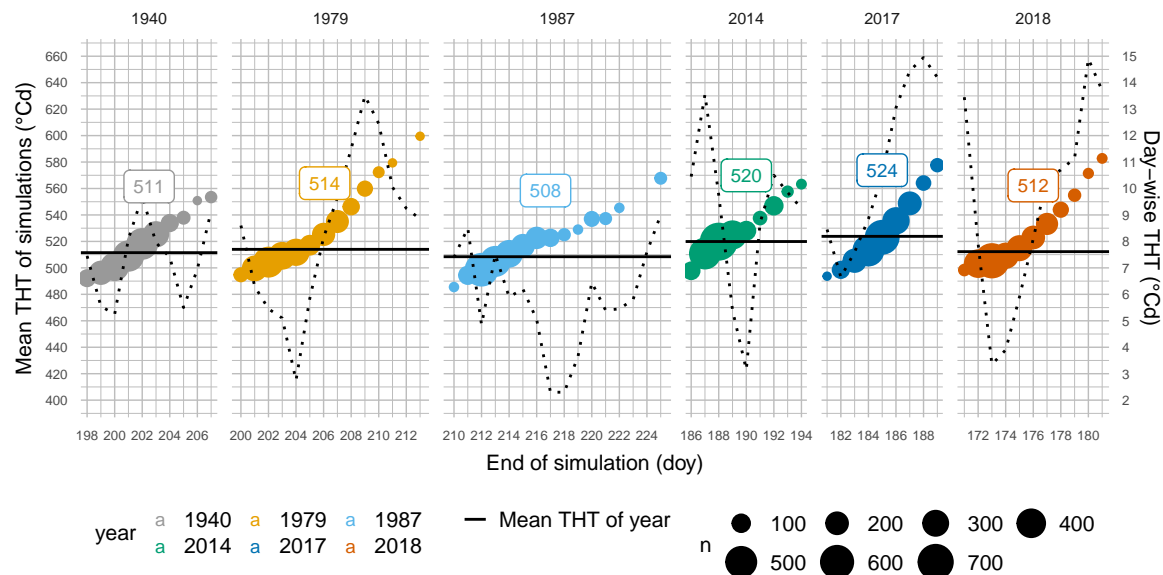 1940 1979 1987 2014 2017 2018
Mean THT of simulations (°Cd)
660
640
620
600
580
560
540
520
500
480
460
440
420
400
511
514
508
520
524
512
15
14
13
12
11
10
9
8
7
6
5
4
3
2
Day−wise THT (°Cd)
198 200 202 204 206 200 202 204 206 208 210 212 210 212 214 216 218 220 222 224 186 188 190 192 194 182 184 186 188 172 174 176 178 180
End of simulation (doy)
year
a 1940 a 1979 a 1987
a 2014 a 2017 a 2018
Mean THT of year
n
100 200 300 400
500 600 700